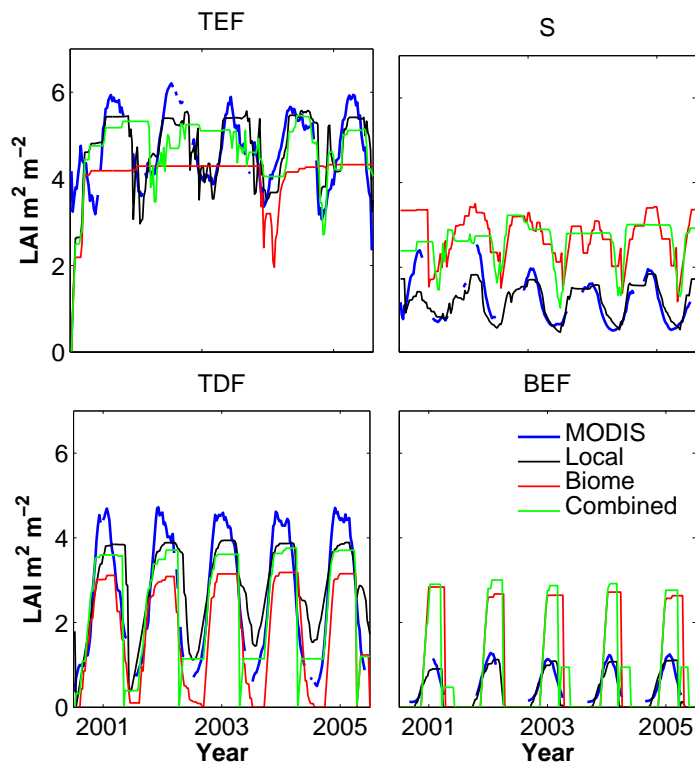 TEF
S
6
4
2
0
LAI m² m⁻²
TDF
BEF
6
4
2
0
LAI m² m⁻²
MODIS
Local
Biome
Combined
2001 2003 2005
Year
2001 2003 2005
Year